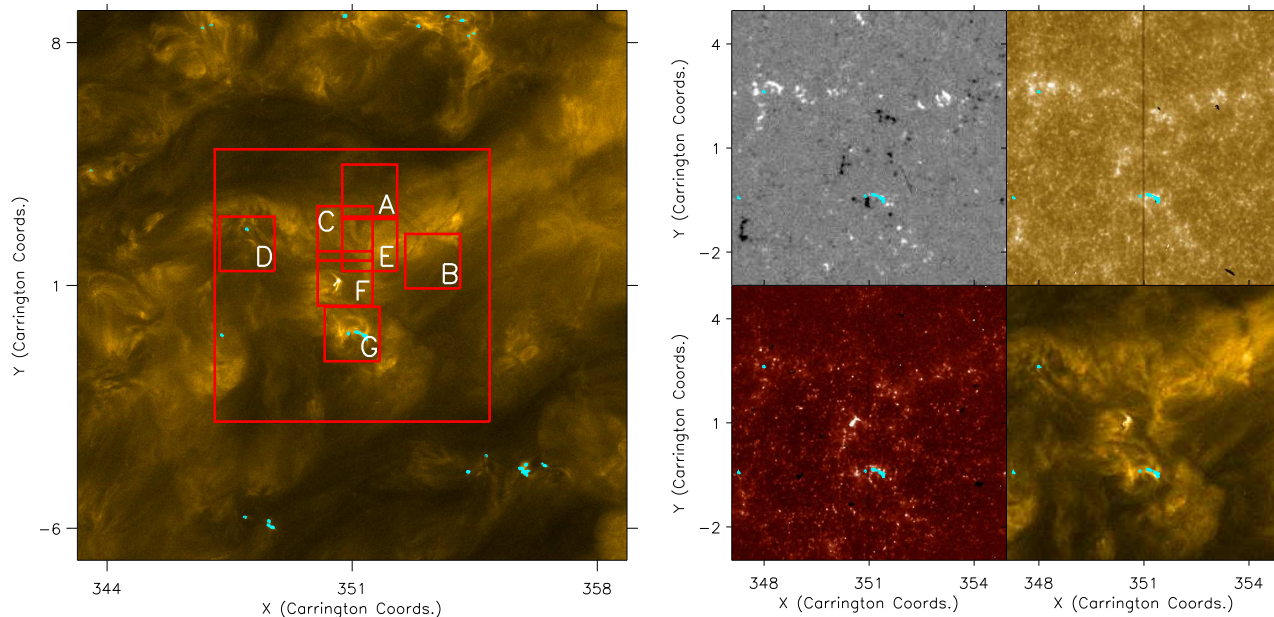 8
1
-6
344
351
358
X (Carrington Coords.)
Y (Carrington Coords.)
A
C
D
E
B
F
G
4
1
-2
Y (Carrington Coords.)
4
1
-2
Y (Carrington Coords.)
348
351
354
X (Carrington Coords.)
348
351
354
X (Carrington Coords.)